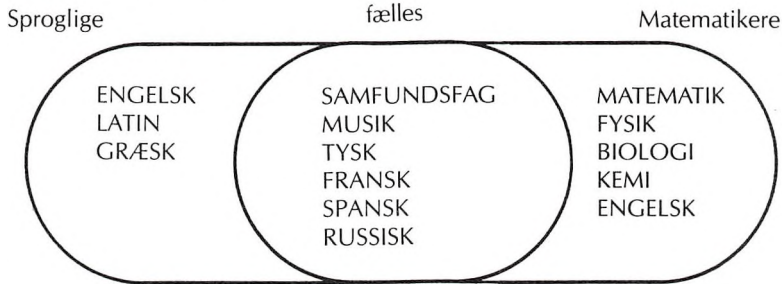 Sproglige
fælles
Matematikere
ENGELSK
LATIN
GRÆSK
SAMFUNDSFAG
MUSIK
TYSK
FRANSK
SPANSK
RUSSISK
MATEMATIK
FYSIK
BIOLOGI
KEMI
ENGELSK